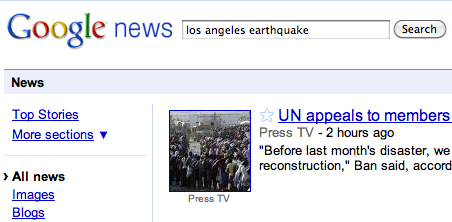 Google news los angeles earthquake Search
News
Top Stories
More sections ▼
› All news
Images
Blogs
☆ UN appeals to members
Press TV - 2 hours ago
"Before last month's disaster, we
reconstruction," Ban said, accord
Press TV